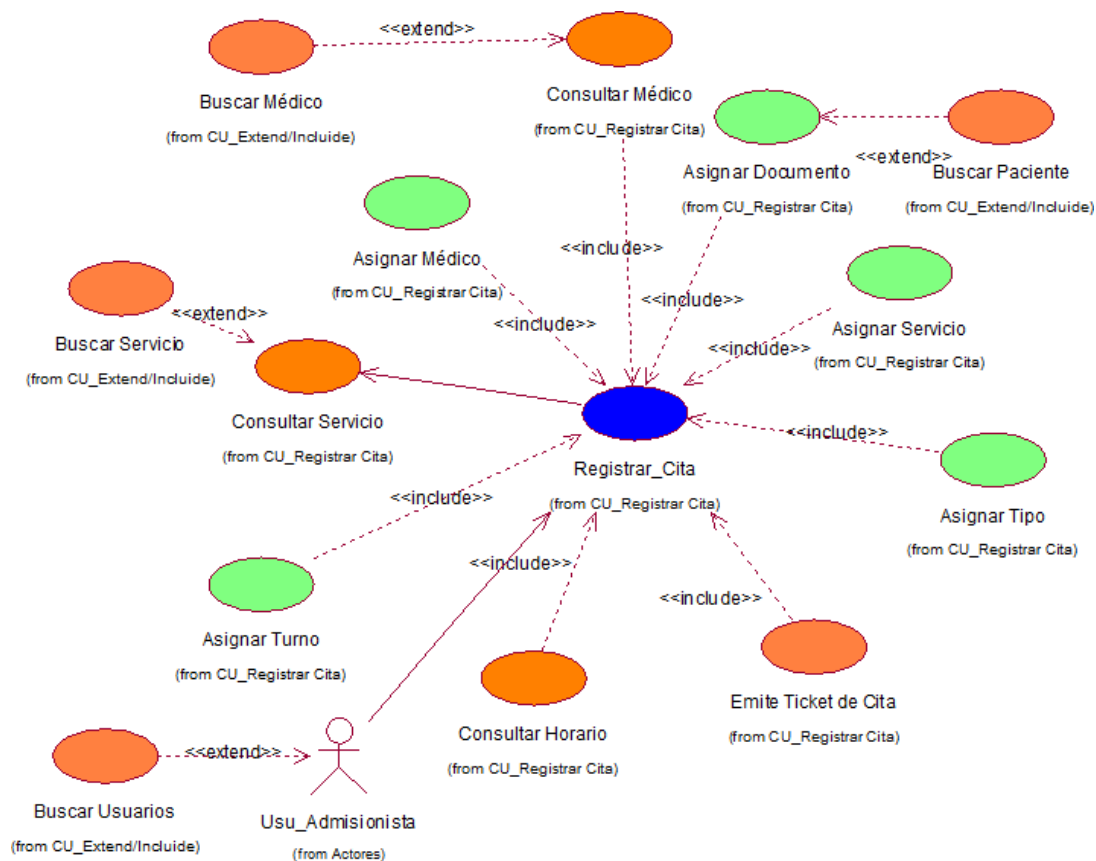 <<extend>>
Buscar Médico
(from CU_Extend/Incluide)
Consultar Médico
(from CU_Registrar Cita)
Asignar Documento
(from CU_Registrar Cita)
<<extend>>
Buscar Paciente
(from CU_Extend/Incluide)
Asignar Médico
(from CU_Registrar Cita)
<<include>>
<<include>>
<<include>>
<<include>>
Asignar Servicio
(from CU_Registrar Cita)
<<extend>>
Buscar Servicio
(from CU_Extend/Incluide)
Consultar Servicio
(from CU_Registrar Cita)
Registrar_Cita
(from CU_Registrar Cita)
<<include>>
Asignar Tipo
(from CU_Registrar Cita)
<<include>>
Asignar Turno
(from CU_Registrar Cita)
<<include>>
Consultar Horario
(from CU_Registrar Cita)
<<include>>
Emite Ticket de Cita
(from CU_Registrar Cita)
<<extend>>
Buscar Usuarios
(from CU_Extend/Incluide)
Usu_Admisionista
(from Actores)